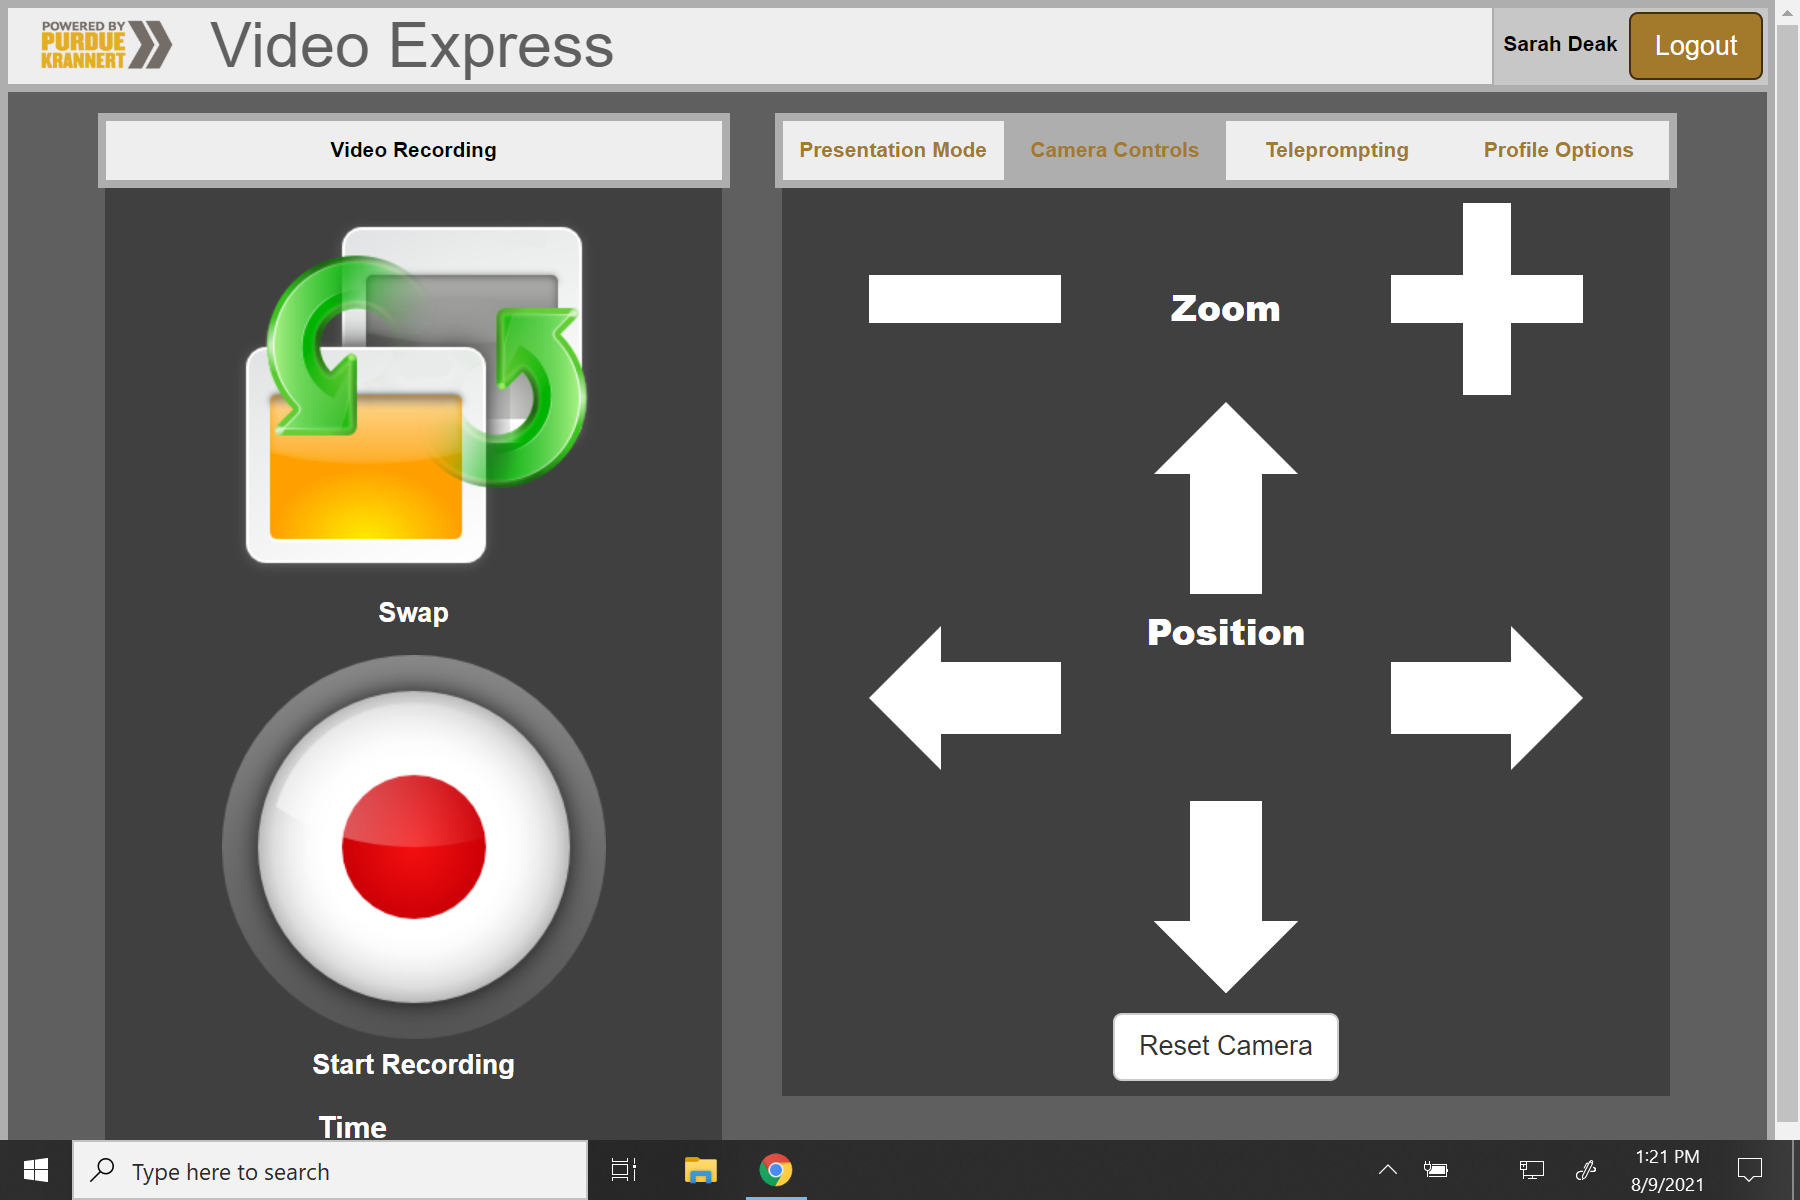 POWERED BY
PURDUE
KRANNERT
Video Express
Sarah Deak
Logout
Video Recording
Presentation Mode
Camera Controls
Teleprompting
Profile Options
Swap
Start Recording
Time
Zoom
Position
Reset Camera
Type here to search
1:21 PM
8/9/2021